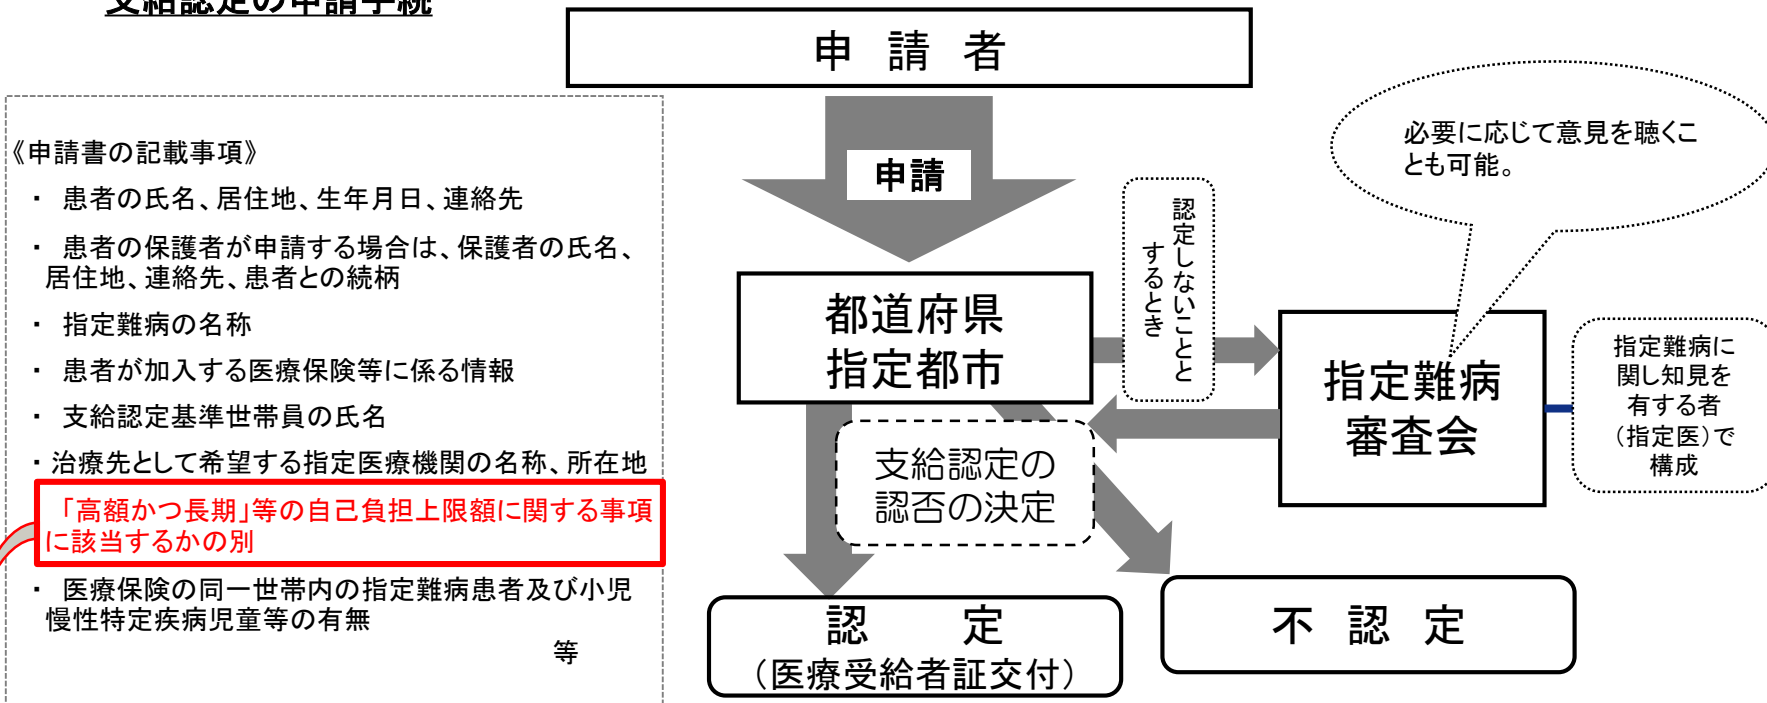 支給認定の申請手続
申 請 者
申請
《申請書の記載事項》
・ 患者の氏名、居住地、生年月日、連絡先
・ 患者の保護者が申請する場合は、保護者の氏名、
居住地、連絡先、患者との続柄
・ 指定難病の名称
・ 患者が加入する医療保険等に係る情報
・ 支給認定基準世帯員の氏名
・治療先として希望する指定医療機関の名称、所在地
「高額かつ長期」等の自己負担上限額に関する事項
に該当するかの別
・ 医療保険の同一世帯内の指定難病患者及び小児
慢性特定疾病児童等の有無
等
都道府県
指定都市
認定しないことと
するとき
必要に応じて意見を聴くこ
とも可能。
指定難病
審査会
指定難病に
関し知見を
有する者
(指定医)で
構成
支給認定の
認否の決定
認 定
(医療受給者証交付)
不 認 定